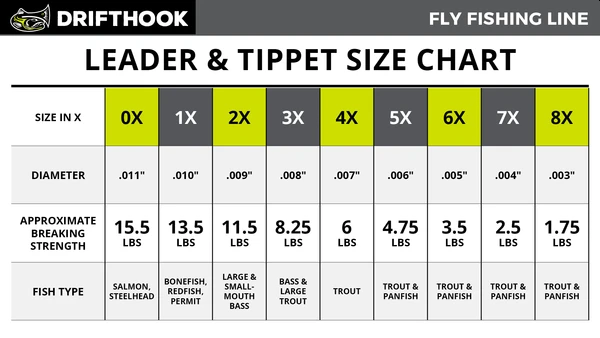 DRIFTHOOK
FLY FISHING LINE
LEADER & TIPPET SIZE CHART
SIZE IN X 0X 1X 2X 3X 4X 5X 6X 7X 8X
DIAMETER .011" .010" .009" .008" .007" .006" .005" .004" .003"
APPROXIMATE
BREAKING
STRENGTH
15.5
LBS
13.5
LBS
11.5
LBS
8.25
LBS
6
LBS
4.75
LBS
3.5
LBS
2.5
LBS
1.75
LBS
FISH TYPE
SALMON,
STEELHEAD
BONEFISH,
REDFISH,
PERMIT
LARGE &
SMALL-
MOUTH
BASS
BASS &
LARGE
TROUT
TROUT
TROUT &
PANFISH
TROUT &
PANFISH
TROUT &
PANFISH
TROUT &
PANFISH